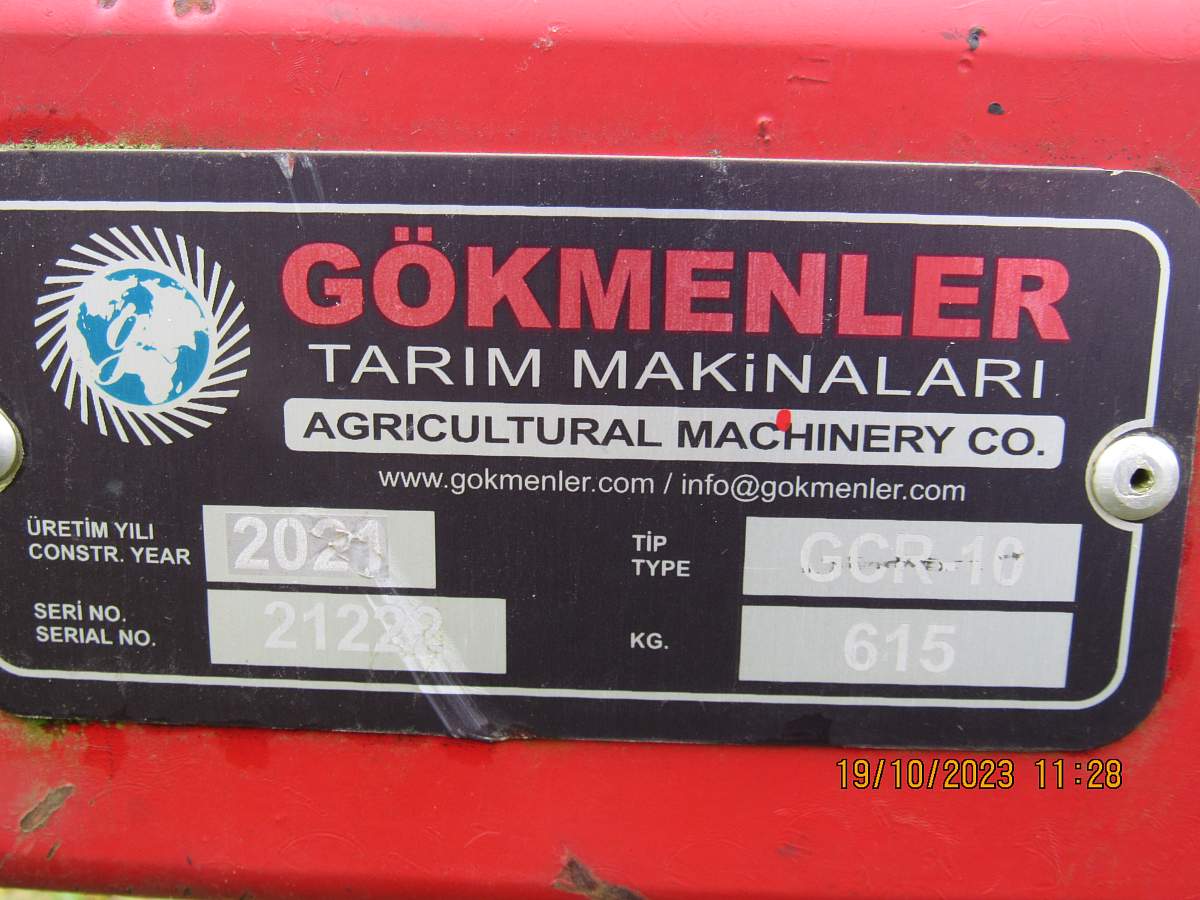 GÖKMENLER
TARIM MAKiNALARI
AGRICULTURAL MACHINERY CO.
www.gokmenler.com / info@gokmenler.com
ÜRETİM YILI
CONSTR. YEAR
2021
TİP
TYPE
GCR 10
SERİ NO.
SERIAL NO.
KG.
615
19/10/2023 11:28